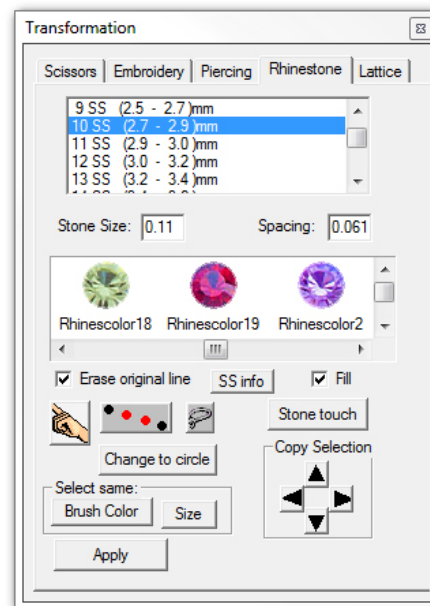 Transformation
Scissors Embroidery Piercing Rhinestone Lattice
9 SS (2.5 - 2.7 )mm
10 SS (2.7 - 2.9 )mm
11 SS (2.9 - 3.0 )mm
12 SS (3.0 - 3.2 )mm
13 SS (3.2 - 3.4 )mm
Stone Size: 0.11 Spacing: 0.061
Rhinescolor18 Rhinescolor19 Rhinescolor2
Erase original line SS info Fill
Stone touch
Change to circle
Copy Selection
Select same:
Brush Color Size
Apply